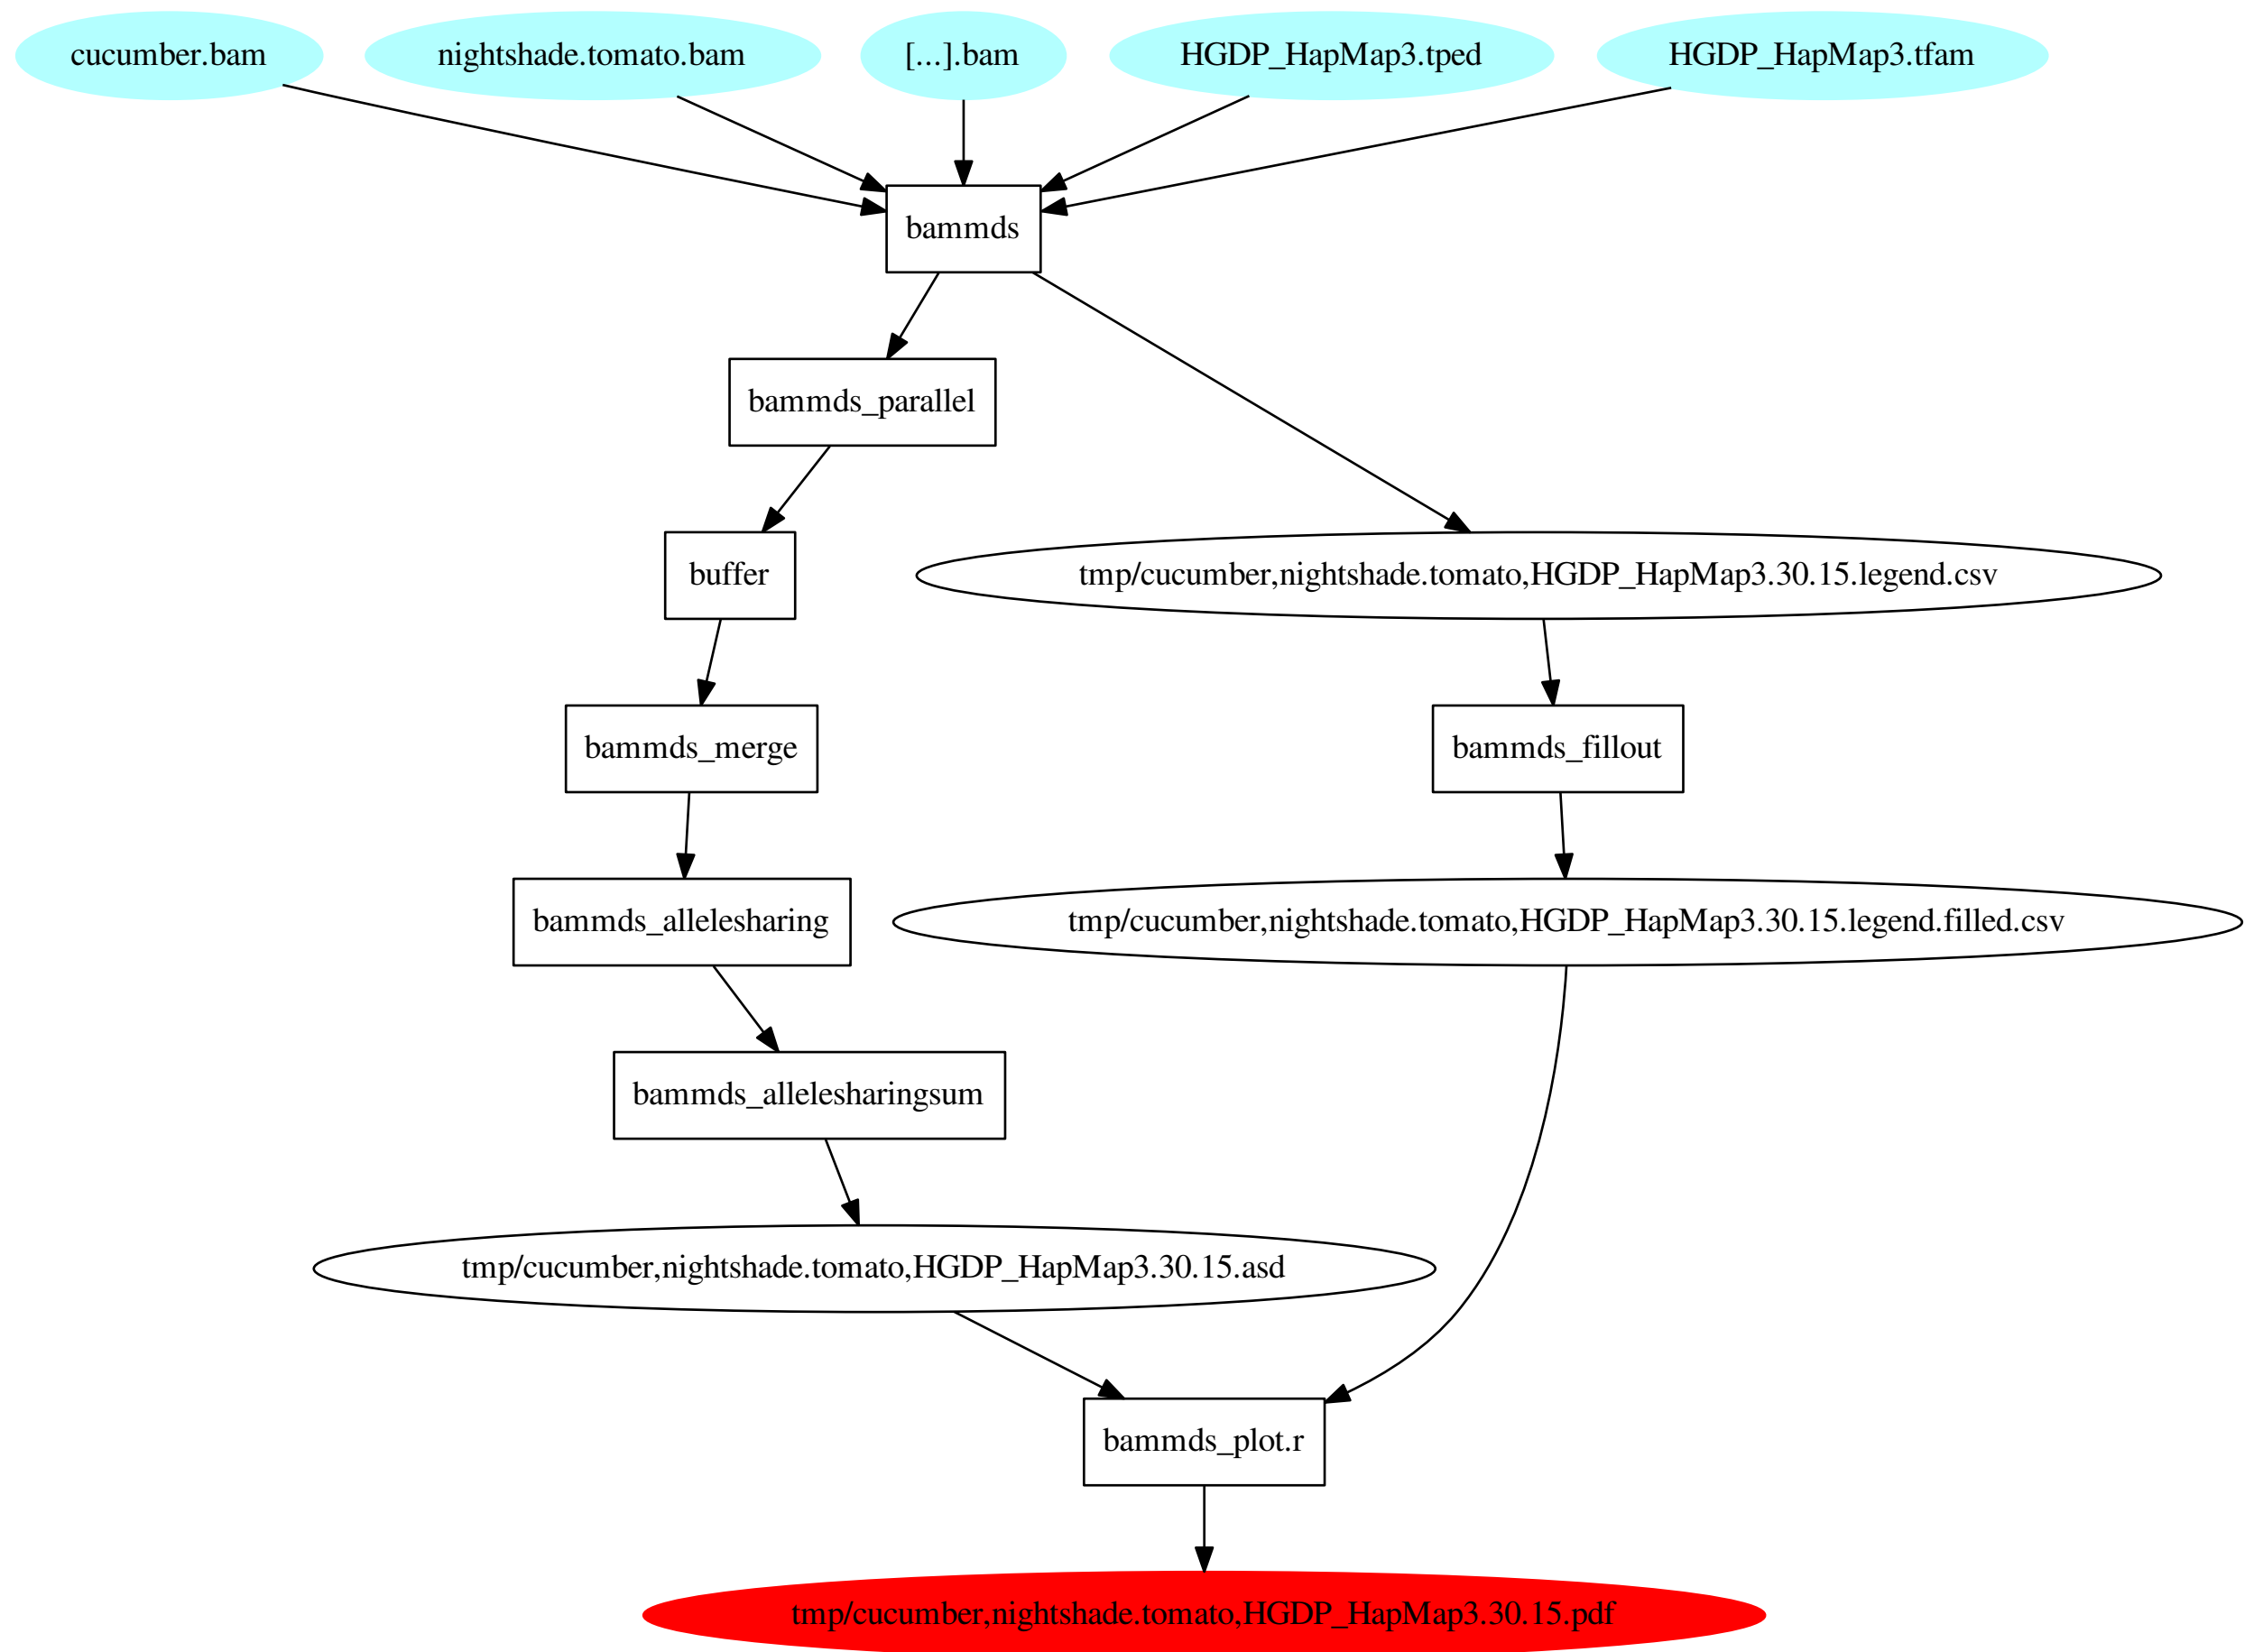 cucumber.bam
nightshade.tomato.bam
[...].bam
HGDP_HapMap3.tped
HGDP_HapMap3.tfam
bammds
bammds_parallel
buffer
tmp/cucumber,nightshade.tomato,HGDP_HapMap3.30.15.legend.csv
bammds_merge
bammds_fillout
bammds_allelesharing
tmp/cucumber,nightshade.tomato,HGDP_HapMap3.30.15.legend.filled.csv
bammds_allelesharingsum
tmp/cucumber,nightshade.tomato,HGDP_HapMap3.30.15.asd
bammds_plot.r
tmp/cucumber,nightshade.tomato,HGDP_HapMap3.30.15.pdf